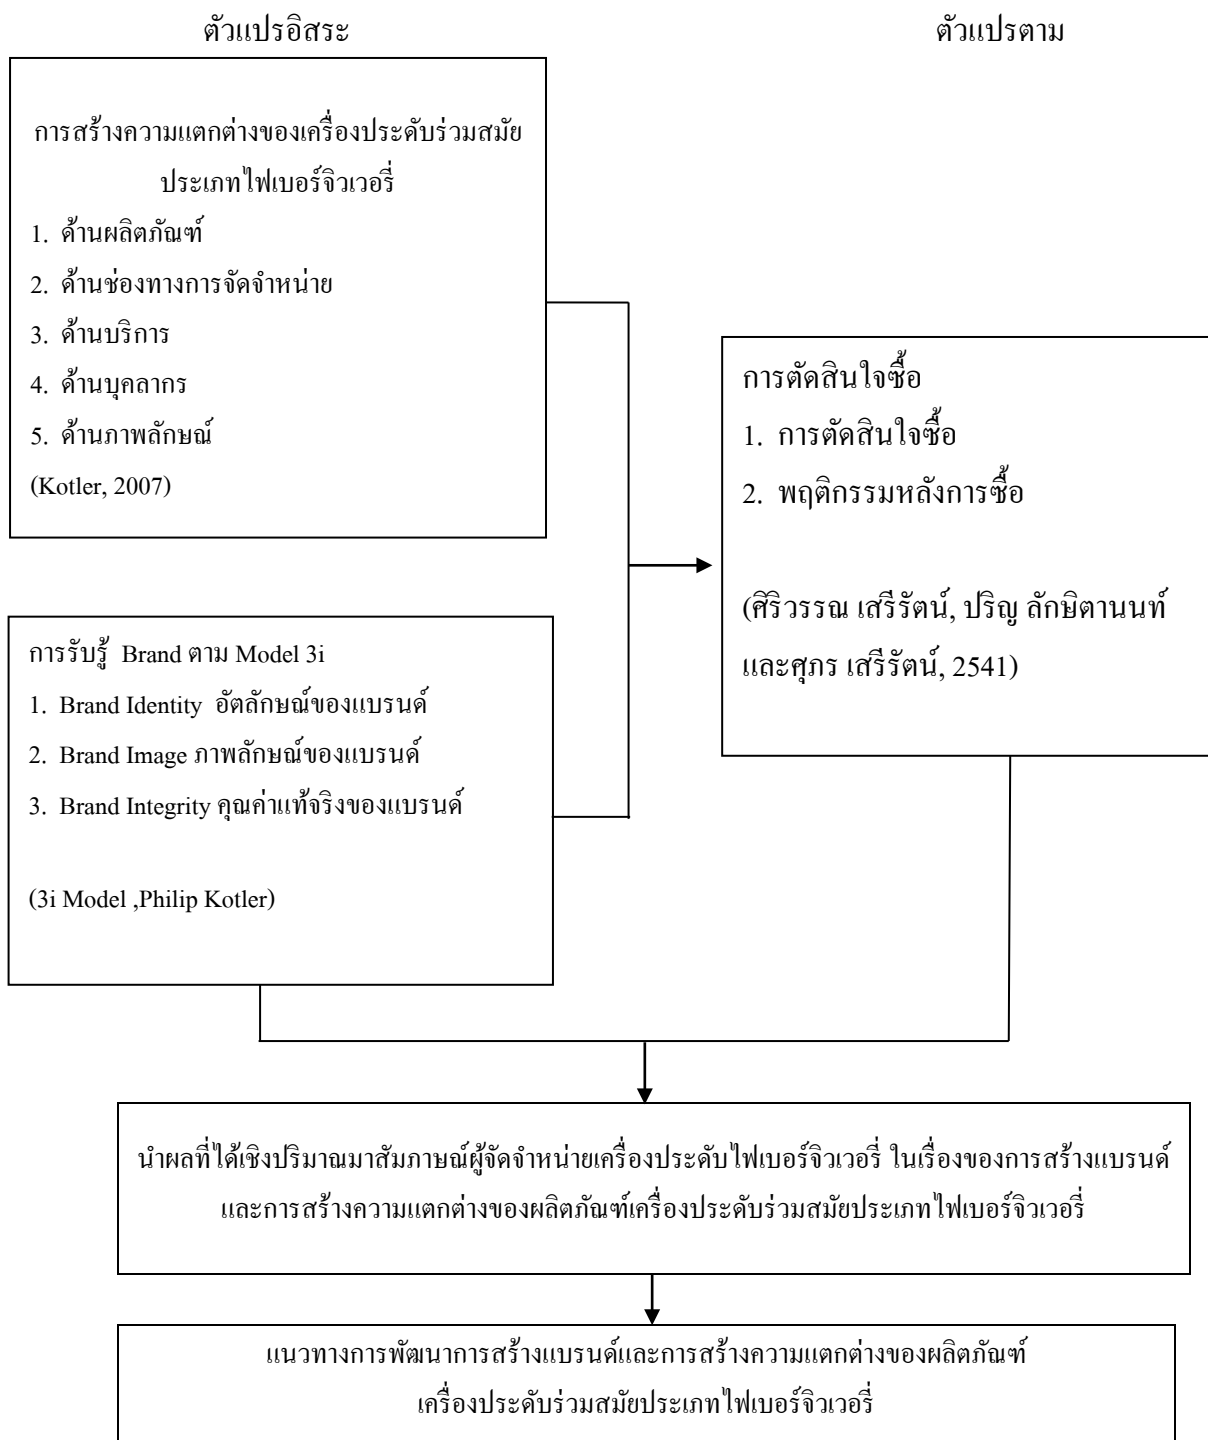 ตัวแปรอิสระ
ตัวแปรตาม
การสร้างความแตกต่างของเครื่องประดับร่วมสมัย
ประเภทไฟเบอร์จิวเวอรี่
1. ด้านผลิตภัณฑ์
2. ด้านช่องทางการจัดจำหน่าย
3. ด้านบริการ
4. ด้านบุคลากร
5. ด้านภาพลักษณ์
(Kotler, 2007)
การตัดสินใจซื้อ
1. การตัดสินใจซื้อ
2. พฤติกรรมหลังการซื้อ
(ศิริวรรณ เสรีรัตน์, ปริญ ลักษิตานนท์
และศุภร เสรีรัตน์, 2541)
การรับรู้ Brand ตาม Model 3i
1. Brand Identity อัตลักษณ์ของแบรนด์
2. Brand Image ภาพลักษณ์ของแบรนด์
3. Brand Integrity คุณค่าแท้จริงของแบรนด์
(3i Model ,Philip Kotler)
นำผลที่ได้เชิงปริมาณมาสัมภาษณ์ผู้จัดจำหน่ายเครื่องประดับไฟเบอร์จิวเวอรี่ ในเรื่องของการสร้างแบรนด์
และการสร้างความแตกต่างของผลิตภัณฑ์เครื่องประดับร่วมสมัยประเภทไฟเบอร์จิวเวอรี่
แนวทางการพัฒนาการสร้างแบรนด์และการสร้างความแตกต่างของผลิตภัณฑ์
เครื่องประดับร่วมสมัยประเภทไฟเบอร์จิวเวอรี่